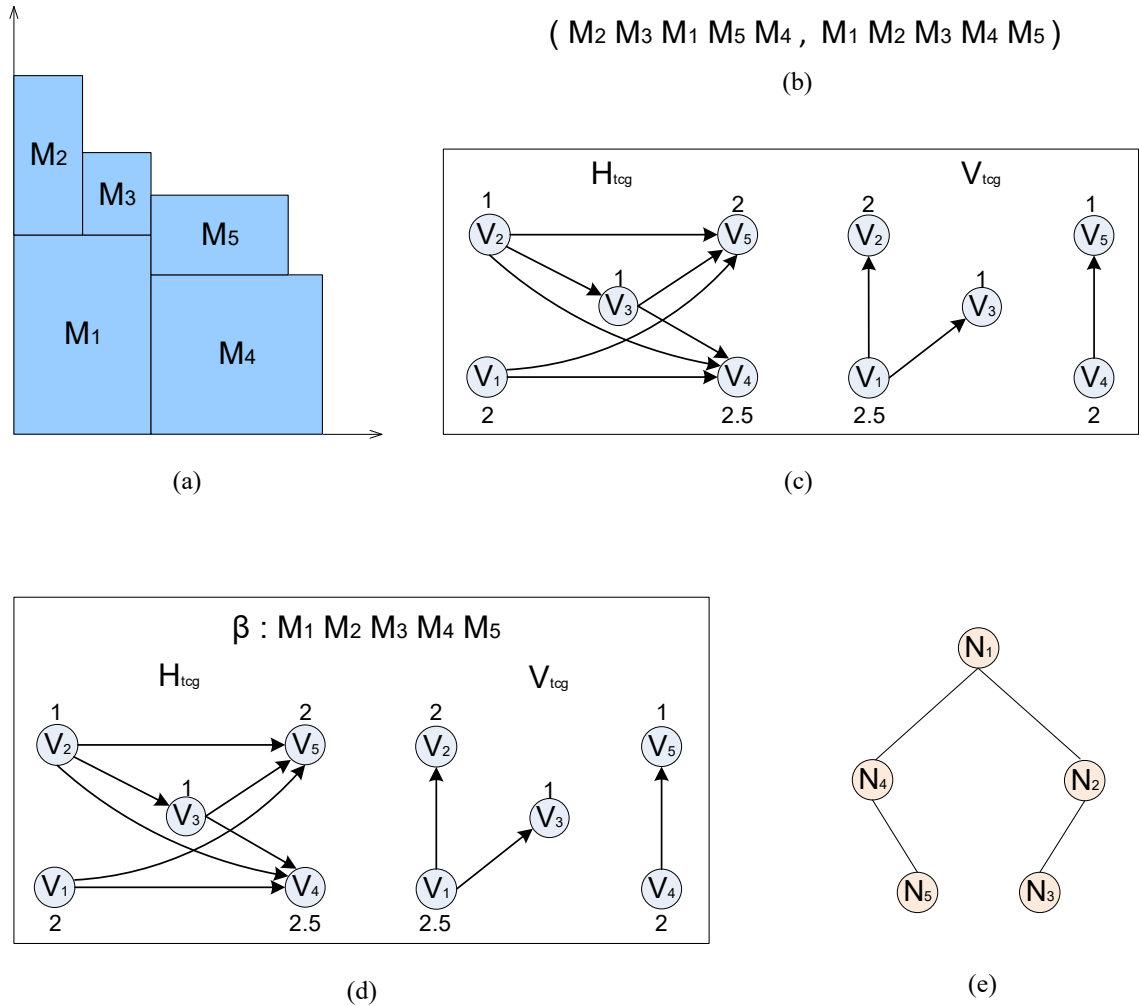 M2
M3
M5
M1
M4
(a)
( M2 M3 M1 M5 M4 , M1 M2 M3 M4 M5 )
(b)
Htcg Vtcg
1 2 2 1
V2 V5 V2 V5
1 1
V3 V3
V1 V4 V1 V4
2 2.5 2.5 2
(c)
β : M1 M2 M3 M4 M5
Htcg Vtcg
1 2 2 1
V2 V5 V2 V5
1 1
V3 V3
V1 V4 V1 V4
2 2.5 2.5 2
(d)
N1
N4 N2
N5 N3
(e)